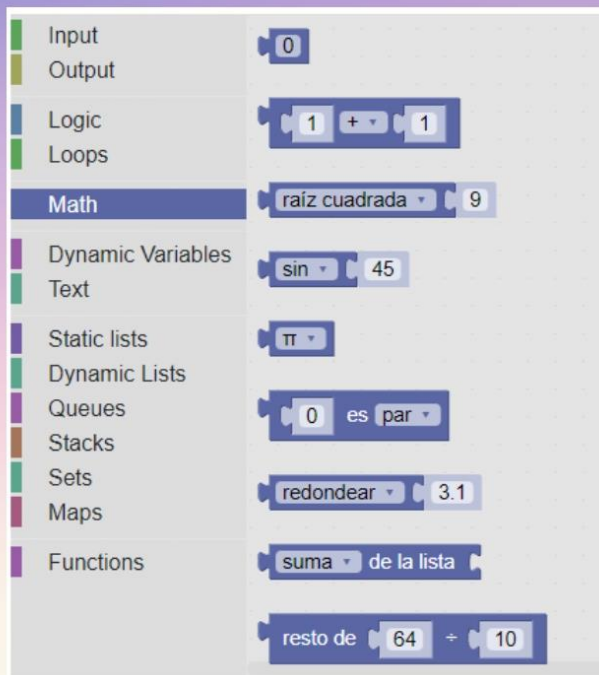 Input
Output
Logic
Loops
Math
Dynamic Variables
Text
Static lists
Dynamic Lists
Queues
Stacks
Sets
Maps
Functions
0
1 + 1
raíz cuadrada 9
sin 45
π
0 es par
redondear 3.1
suma de la lista
resto de 64 ÷ 10